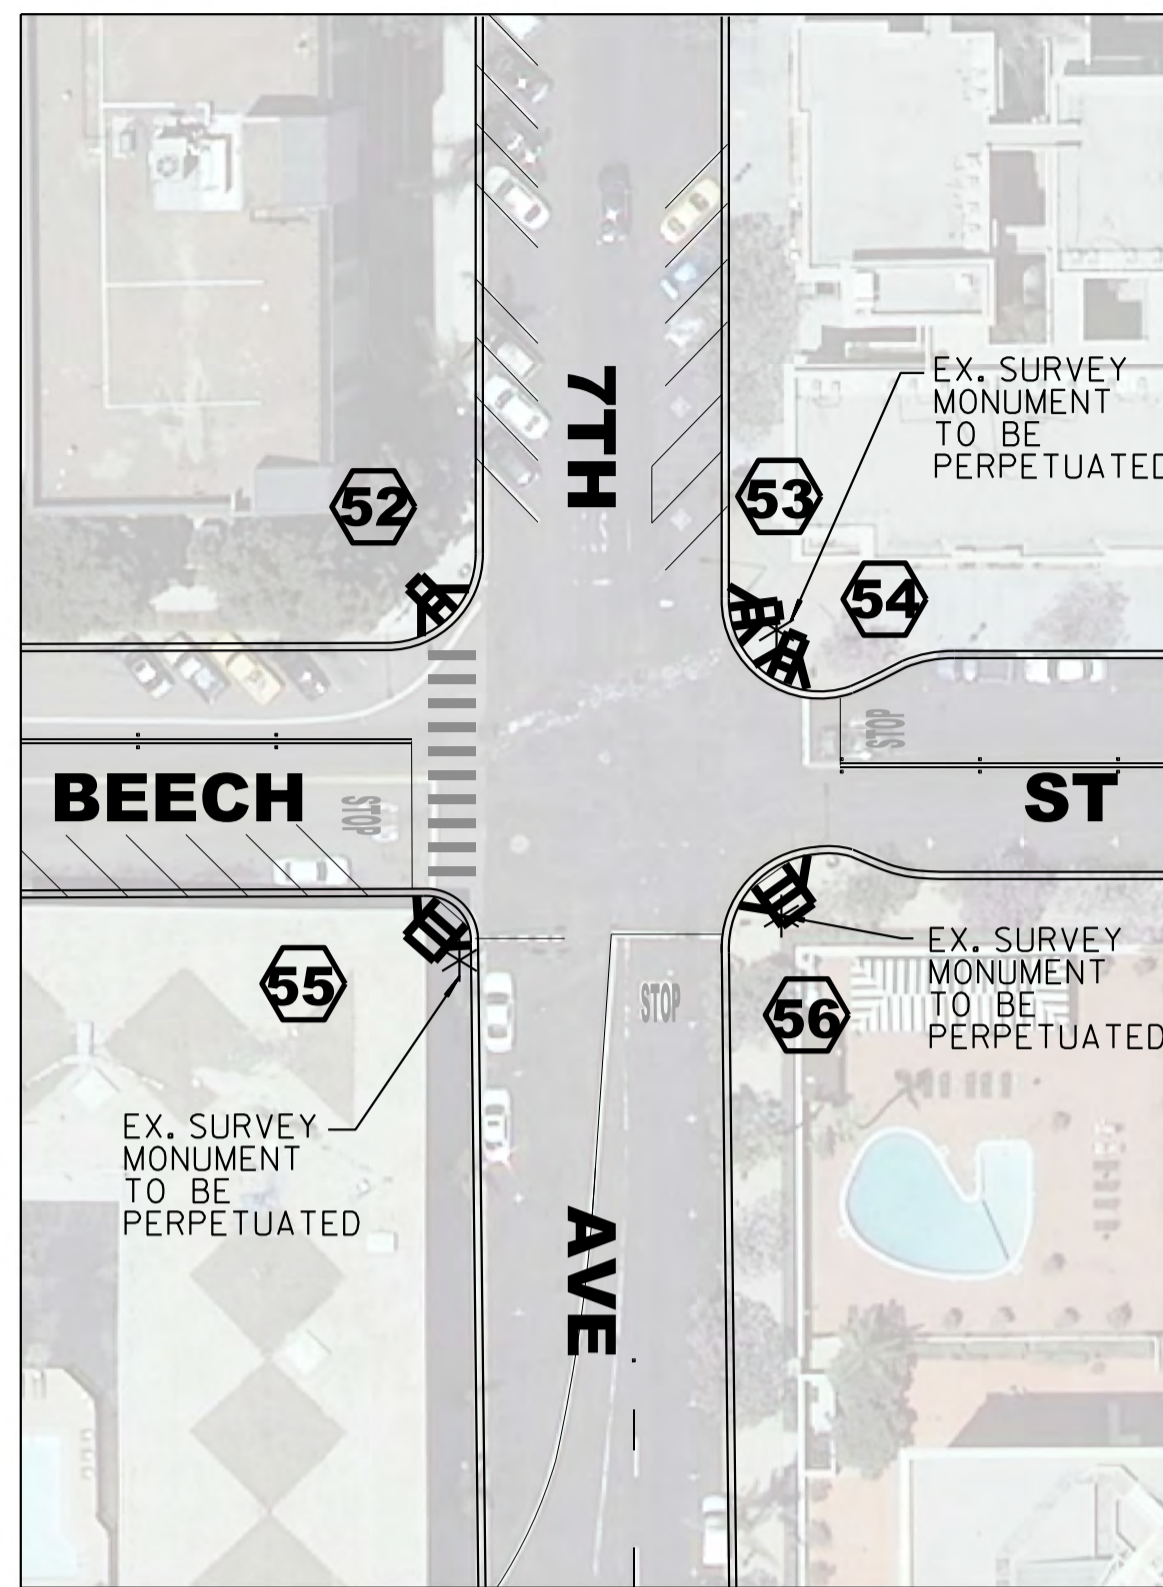 7TH
EX. SURVEY
MONUMENT
TO BE
PERPETUATED
52
53
54
STOP
BEECH
STOP
ST
55
STOP
56
EX. SURVEY
MONUMENT
TO BE
PERPETUATED
EX. SURVEY
MONUMENT
TO BE
PERPETUATED
AVE